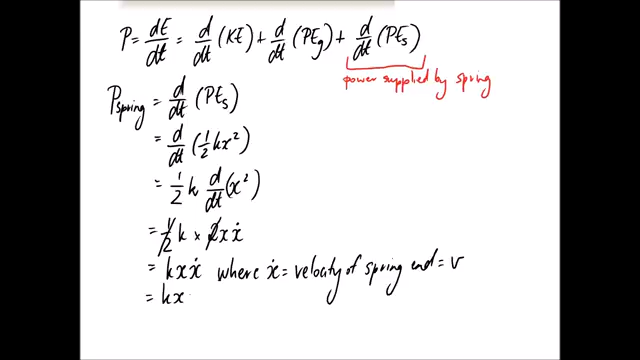 P = dE/dt = d/dt (KE) + d/dt (PEg) + d/dt (PEs)
power supplied by spring
Pspring = d/dt (PEs)
= d/dt (1/2 kx²)
= 1/2 k d/dt (x²)
= 1/2 k × 2xẋ
= kxẋ where ẋ = velocity of spring end = v
= kx